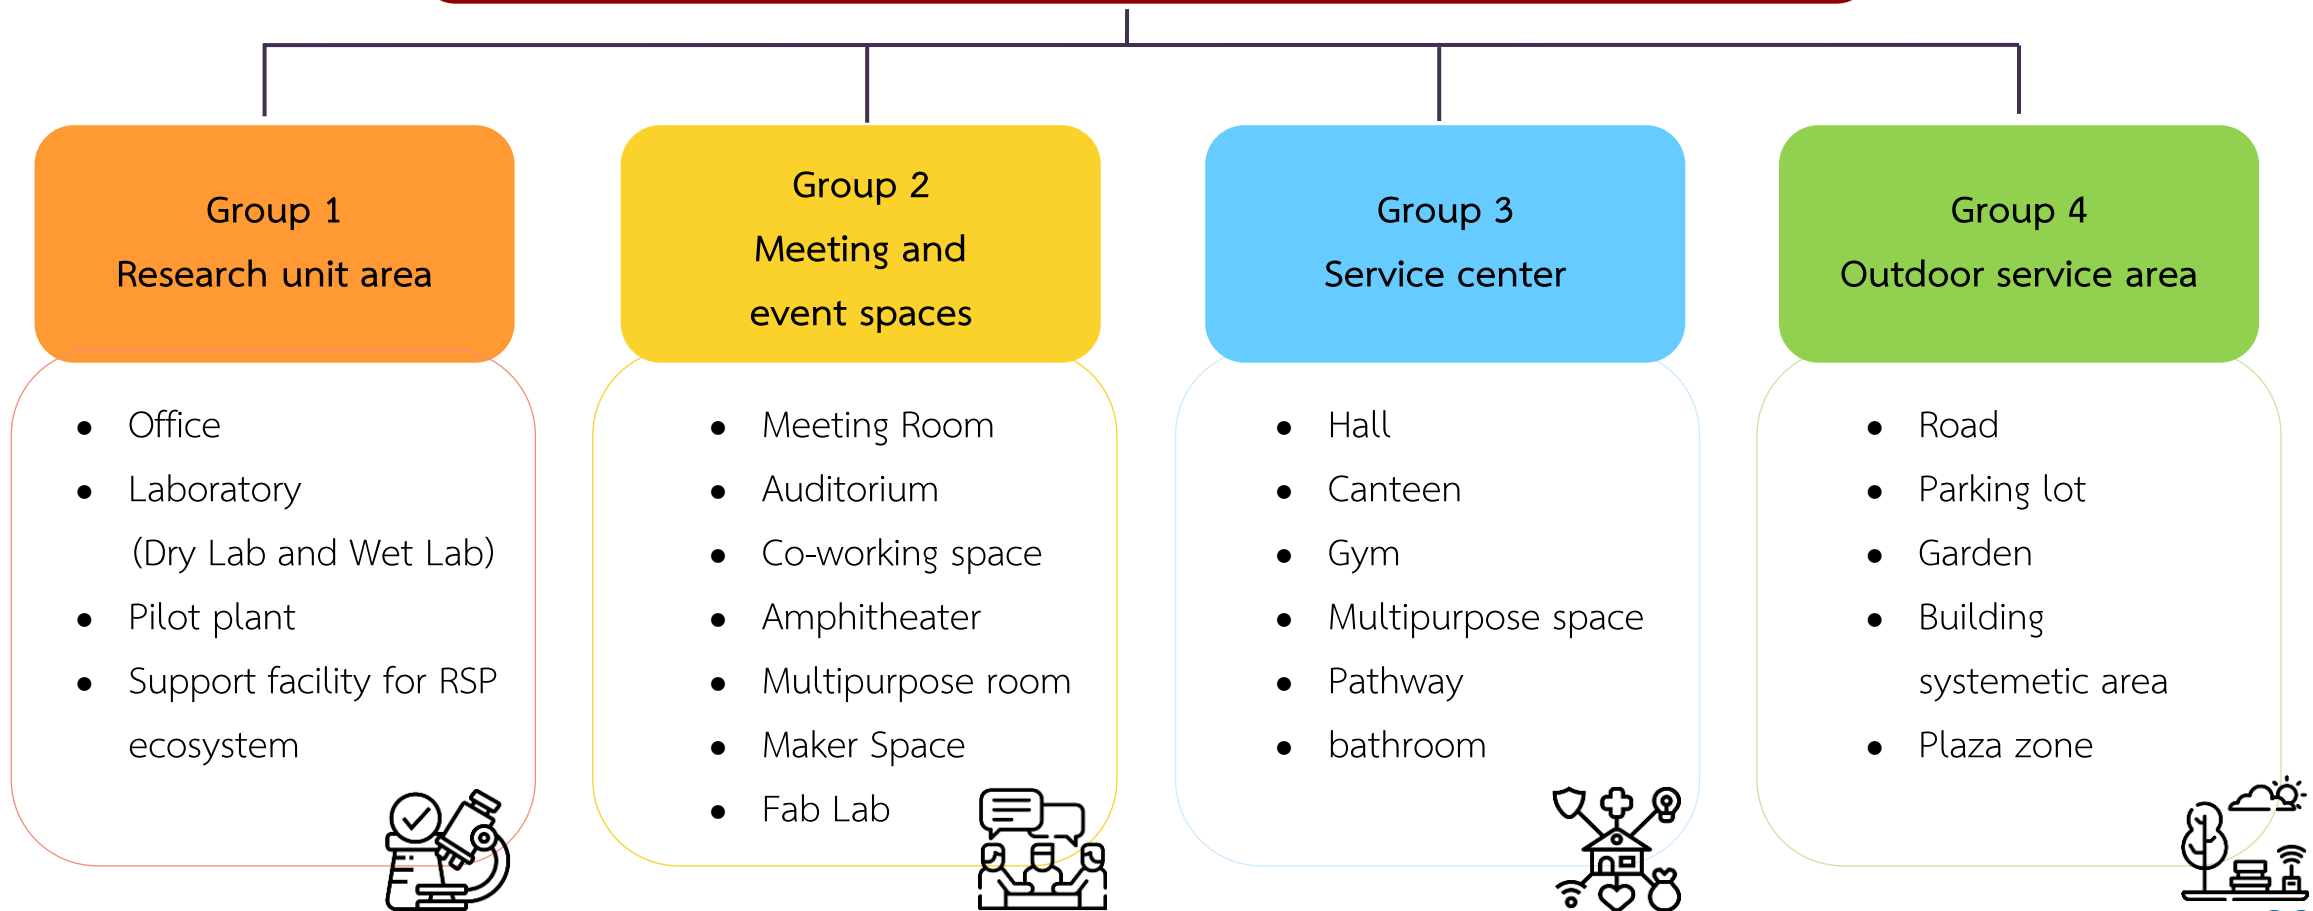 Group 1
Research unit area
• Office
• Laboratory
(Dry Lab and Wet Lab)
• Pilot plant
• Support facility for RSP
ecosystem
Group 2
Meeting and
event spaces
• Meeting Room
• Auditorium
• Co-working space
• Amphitheater
• Multipurpose room
• Maker Space
• Fab Lab
Group 3
Service center
• Hall
• Canteen
• Gym
• Multipurpose space
• Pathway
• bathroom
Group 4
Outdoor service area
• Road
• Parking lot
• Garden
• Building
systemetic area
• Plaza zone